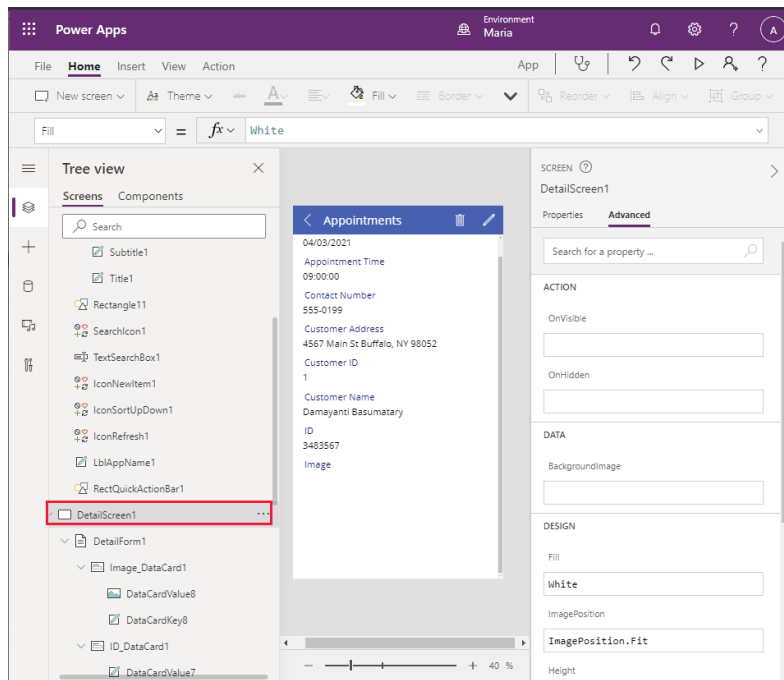 Power Apps
Environment
Maria
A
File Home Insert View Action
App
?
New screen
Theme
abc
A
Fill
Border
Reorder
Align
Group
Fill
=
fx
White
Tree view
Screens Components
Search
Subtitle1
Title1
Rectangle11
SearchIcon1
TextSearchBox1
IconNewItem1
IconSortUpDown1
IconRefresh1
LblAppName1
RectQuickActionBar1
DetailScreen1
...
DetailForm1
Image_DataCard1
DataCardValue8
DataCardKey8
ID_DataCard1
DataCardValue7
Appointments
04/03/2021
Appointment Time
09:00:00
Contact Number
555-0199
Customer Address
4567 Main St Buffalo, NY 98052
Customer ID
1
Customer Name
Damayanti Basumatary
ID
3483567
Image
40 %
SCREEN
DetailScreen1
Properties Advanced
Search for a property ...
ACTION
OnVisible
OnHidden
DATA
BackgroundImage
DESIGN
Fill
White
ImagePosition
ImagePosition.Fit
Height